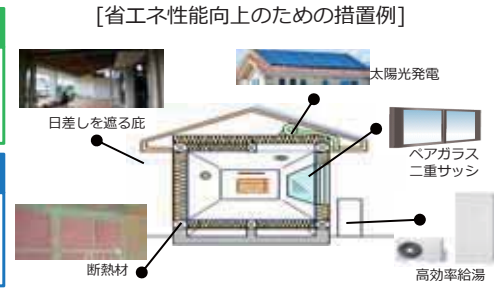 [省エネ性能向上のための措置例]
太陽光発電
日差しを遮る庇
ペアガラス
二重サッシ
断熱材
高効率給湯